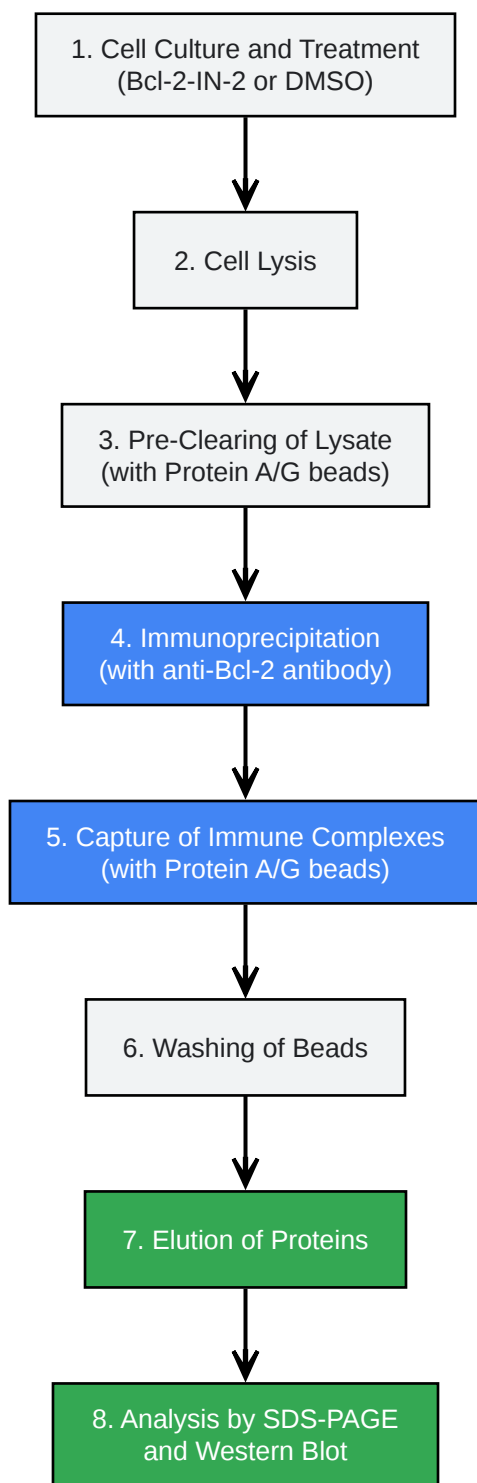 1. Cell Culture and Treatment
(Bcl-2-IN-2 or DMSO)
2. Cell Lysis
3. Pre-Clearing of Lysate
(with Protein A/G beads)
4. Immunoprecipitation
(with anti-Bcl-2 antibody)
5. Capture of Immune Complexes
(with Protein A/G beads)
6. Washing of Beads
7. Elution of Proteins
8. Analysis by SDS-PAGE
and Western Blot